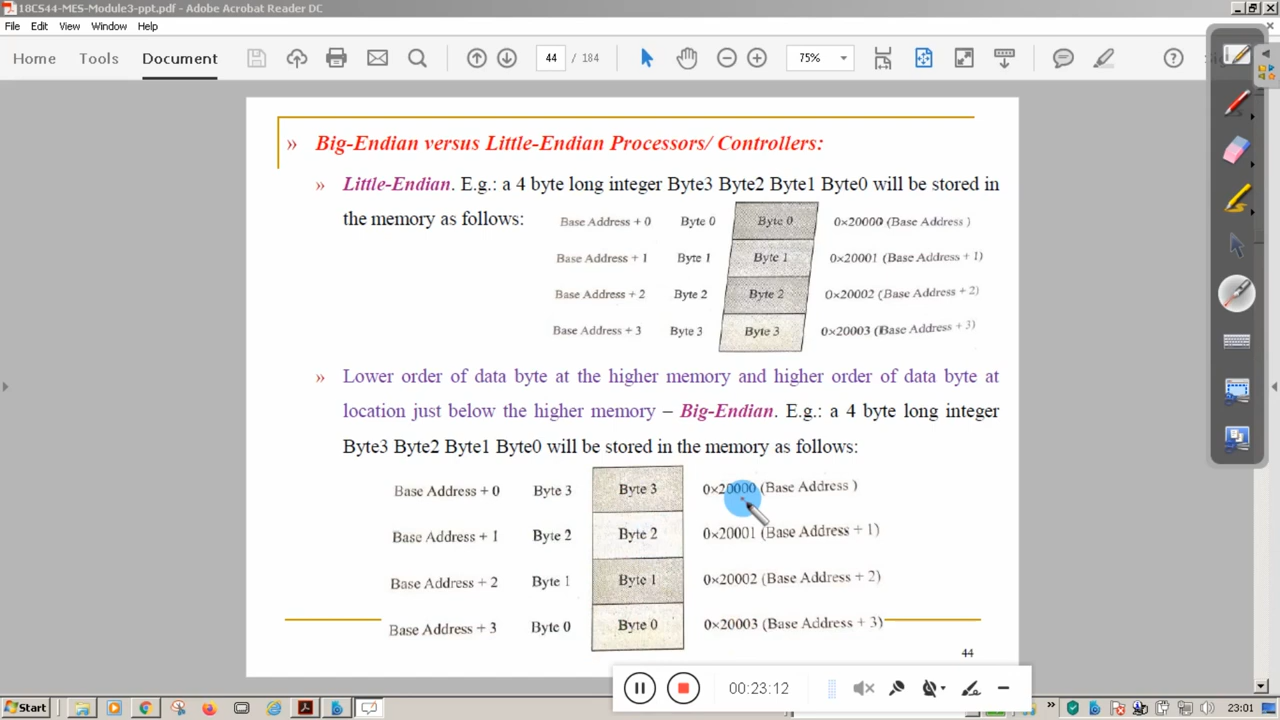 18CS44-MES-Module3-ppt.pdf - Adobe Acrobat Reader DC
File Edit View Window Help
Home Tools Document 44 / 184 75%
» Big-Endian versus Little-Endian Processors/ Controllers:
» Little-Endian. E.g.: a 4 byte long integer Byte3 Byte2 Byte1 Byte0 will be stored in
the memory as follows:
Base Address + 0 Byte 0 Byte 0 0×20000 (Base Address )
Base Address + 1 Byte 1 Byte 1 0×20001 (Base Address + 1)
Base Address + 2 Byte 2 Byte 2 0×20002 (Base Address + 2)
Base Address + 3 Byte 3 Byte 3 0×20003 (Base Address + 3)
» Lower order of data byte at the higher memory and higher order of data byte at
location just below the higher memory – Big-Endian. E.g.: a 4 byte long integer
Byte3 Byte2 Byte1 Byte0 will be stored in the memory as follows:
Base Address + 0 Byte 3 Byte 3 0×20000 (Base Address )
Base Address + 1 Byte 2 Byte 2 0×20001 (Base Address + 1)
Base Address + 2 Byte 1 Byte 1 0×20002 (Base Address + 2)
Base Address + 3 Byte 0 Byte 0 0×20003 (Base Address + 3)
44
00:23:12
Start 23:01